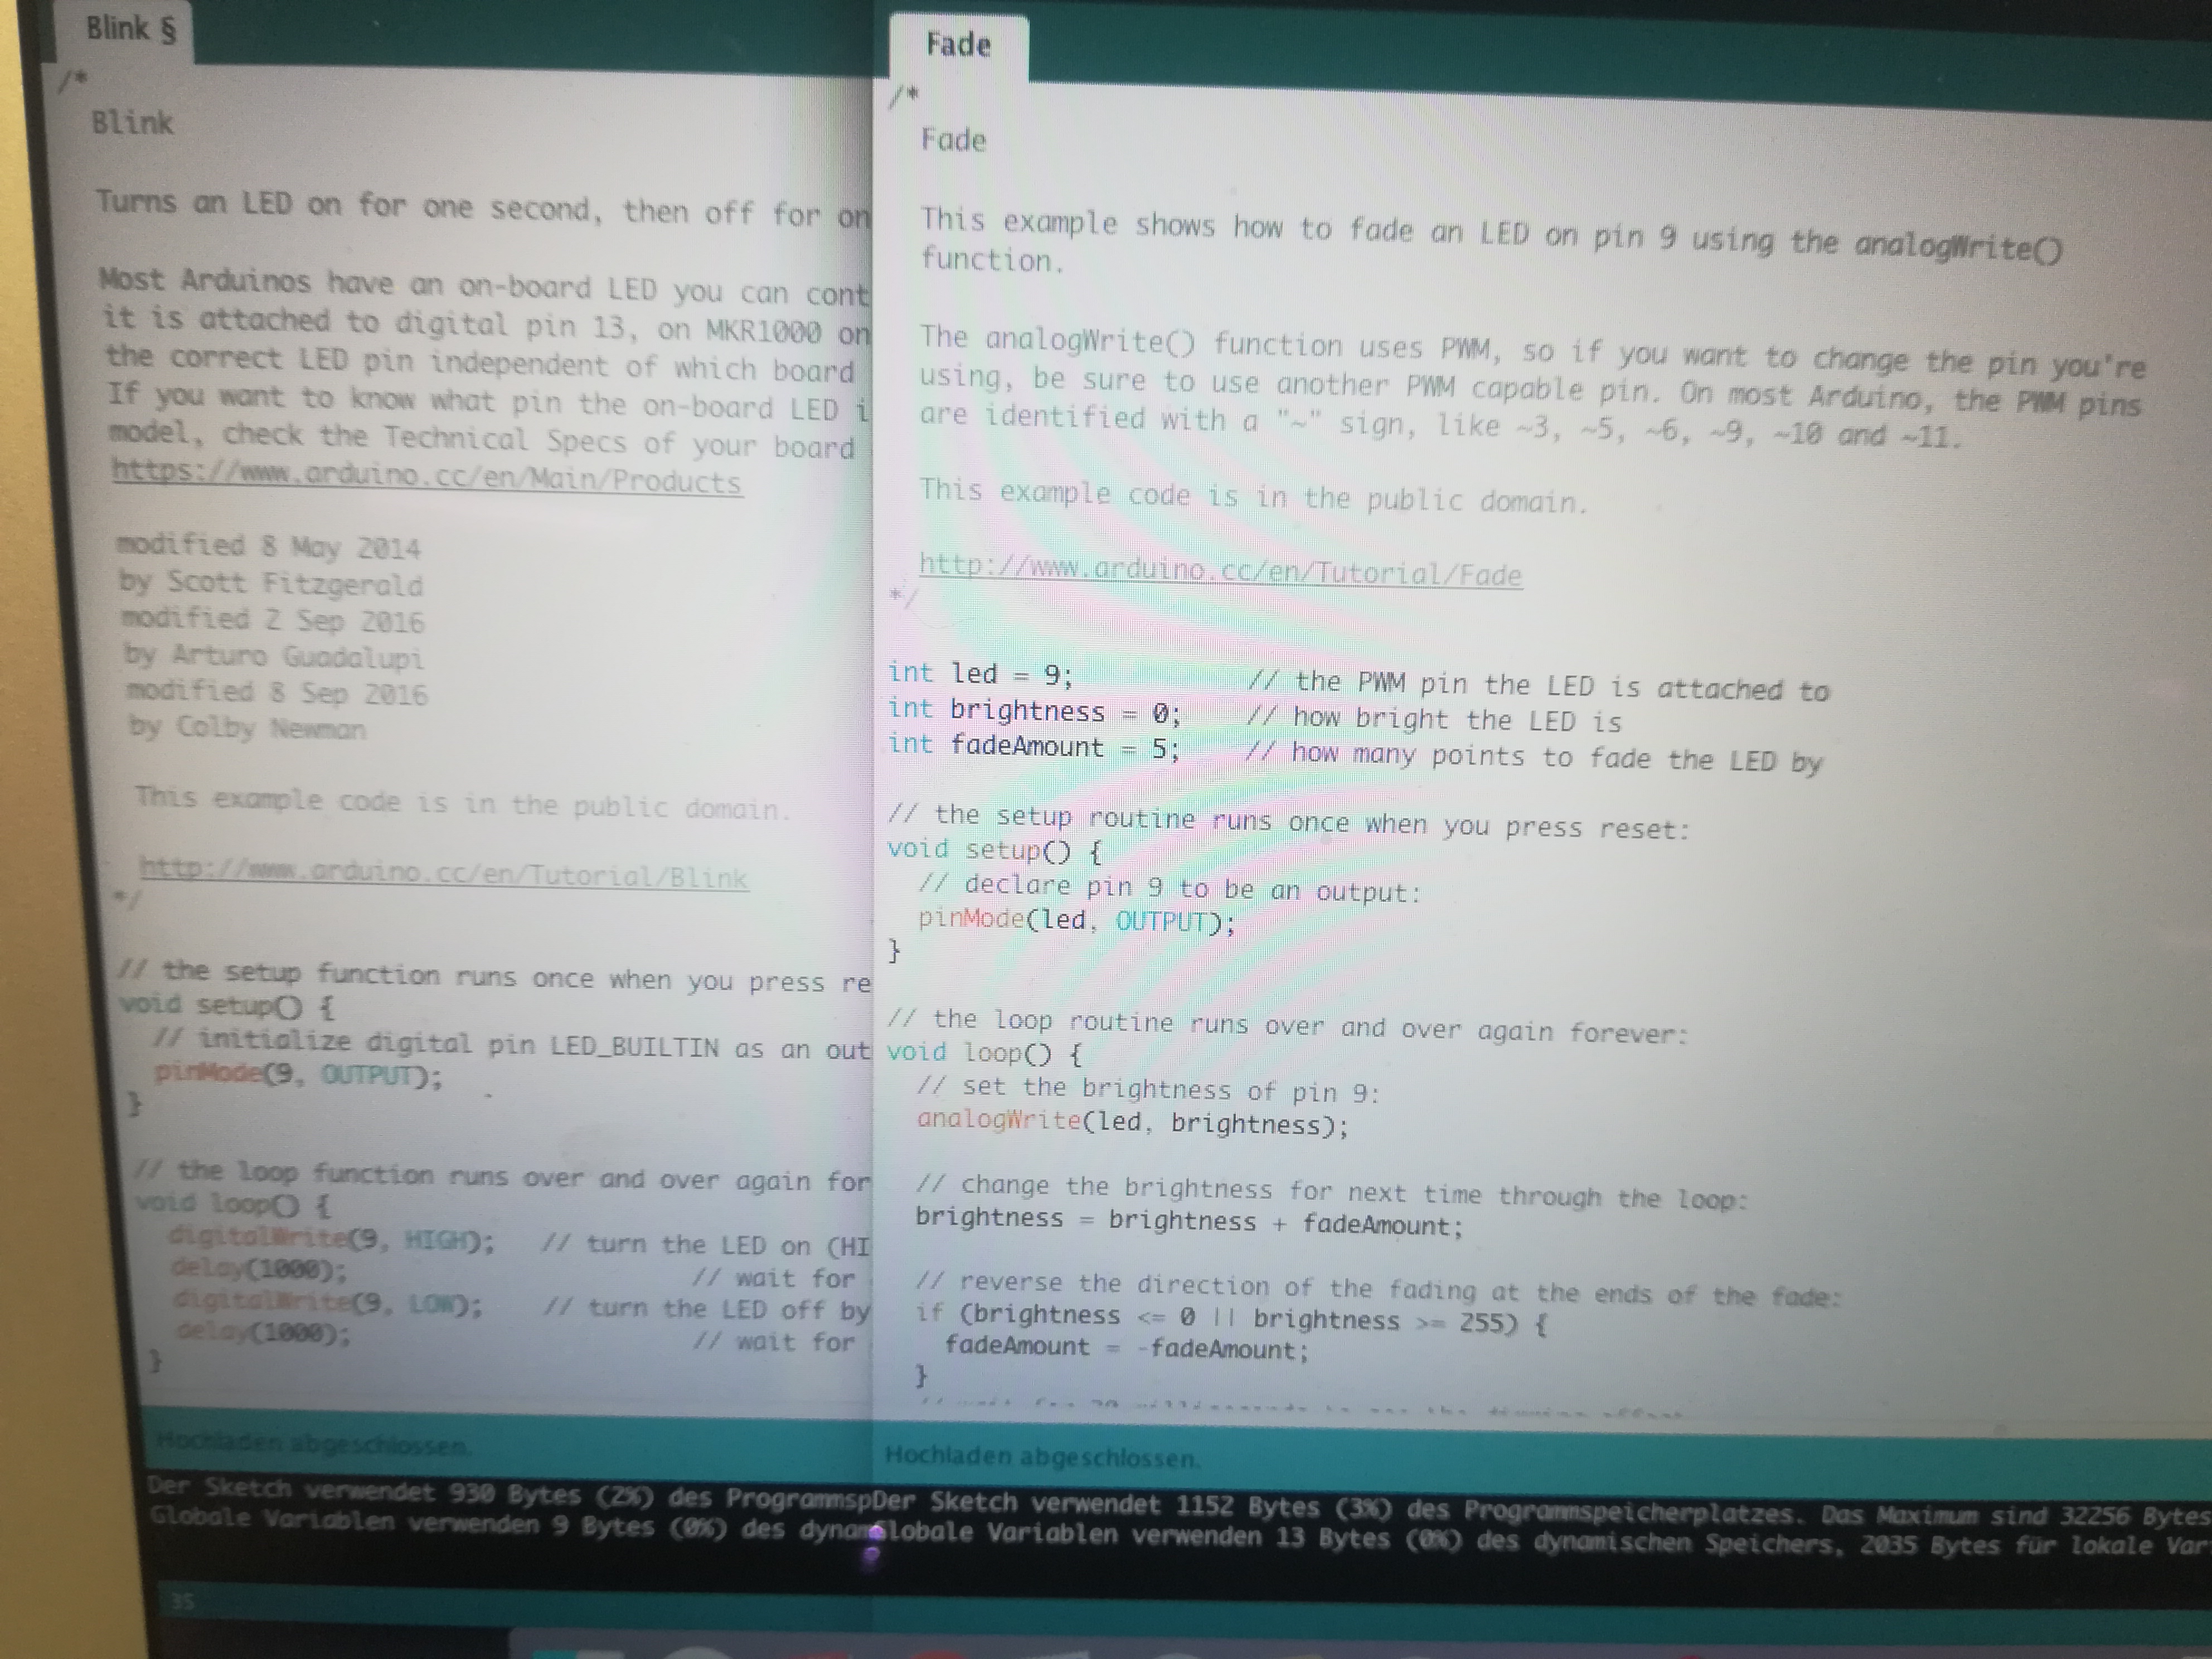 Blink §
/*
Blink
Turns an LED on for one second, then off for on
Most Arduinos have an on-board LED you can cont
it is attached to digital pin 13, on MKR1000 on
the correct LED pin independent of which board
If you want to know what pin the on-board LED i
model, check the Technical Specs of your board
https://www.arduino.cc/en/Main/Products
modified 8 May 2014
by Scott Fitzgerald
modified 2 Sep 2016
by Arturo Guadalupi
modified 8 Sep 2016
by Colby Newman
This example code is in the public domain.
http://www.arduino.cc/en/Tutorial/Blink
*/
// the setup function runs once when you press re
void setup() {
// initialize digital pin LED_BUILTIN as an out
pinMode(9, OUTPUT);
}
// the loop function runs over and over again for
void loop() {
digitalWrite(9, HIGH); // turn the LED on (HI
delay(1000); // wait for
digitalWrite(9, LOW); // turn the LED off by
delay(1000); // wait for
}
Hochladen abgeschlossen.
Der Sketch verwendet 930 Bytes (2%) des Programmsp
Globale Variablen verwenden 9 Bytes (0%) des dynam
35
Fade
/*
Fade
This example shows how to fade an LED on pin 9 using the analogWrite()
function.
The analogWrite() function uses PWM, so if you want to change the pin you're
using, be sure to use another PWM capable pin. On most Arduino, the PWM pins
are identified with a "~" sign, like ~3, ~5, ~6, ~9, ~10 and ~11.
This example code is in the public domain.
http://www.arduino.cc/en/Tutorial/Fade
*/
int led = 9; // the PWM pin the LED is attached to
int brightness = 0; // how bright the LED is
int fadeAmount = 5; // how many points to fade the LED by
// the setup routine runs once when you press reset:
void setup() {
// declare pin 9 to be an output:
pinMode(led, OUTPUT);
}
// the loop routine runs over and over again forever:
void loop() {
// set the brightness of pin 9:
analogWrite(led, brightness);
// change the brightness for next time through the loop:
brightness = brightness + fadeAmount;
// reverse the direction of the fading at the ends of the fade:
if (brightness <= 0 || brightness >= 255) {
fadeAmount = -fadeAmount;
}
Hochladen abgeschlossen.
Der Sketch verwendet 1152 Bytes (3%) des Programmspeicherplatzes. Das Maximum sind 32256 Bytes
Globale Variablen verwenden 13 Bytes (0%) des dynamischen Speichers, 2035 Bytes für lokale Var